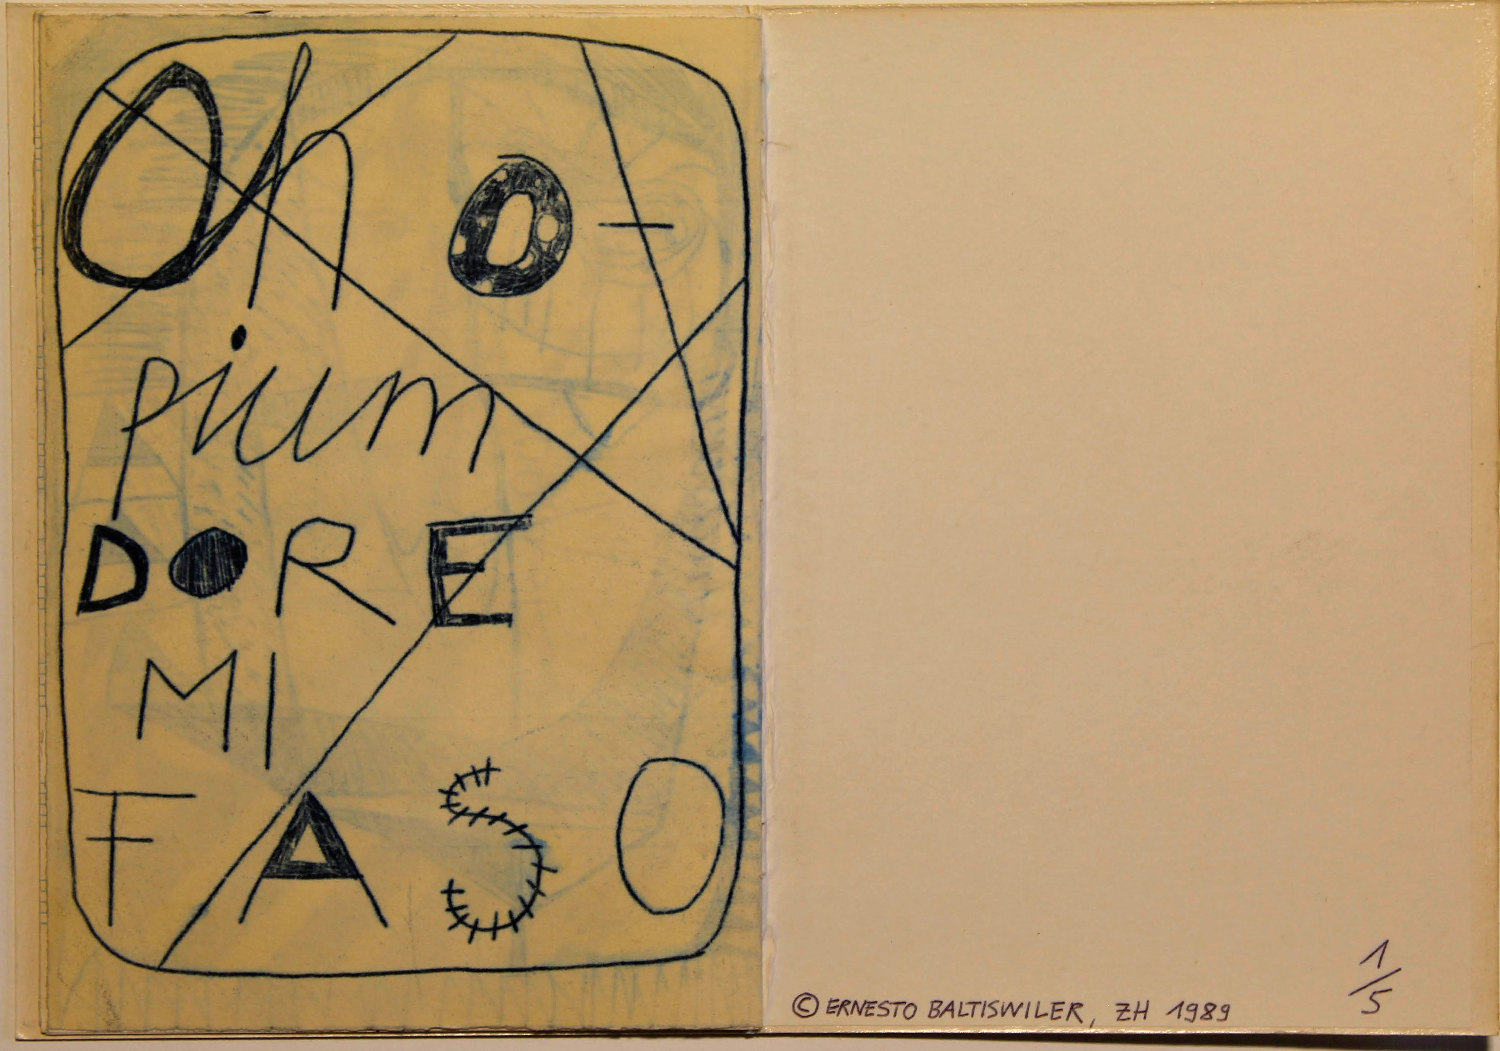 Oh o-
pium
DORE
MI
FASO
© ERNESTO BALTISWILER, ZH 1989
1/5